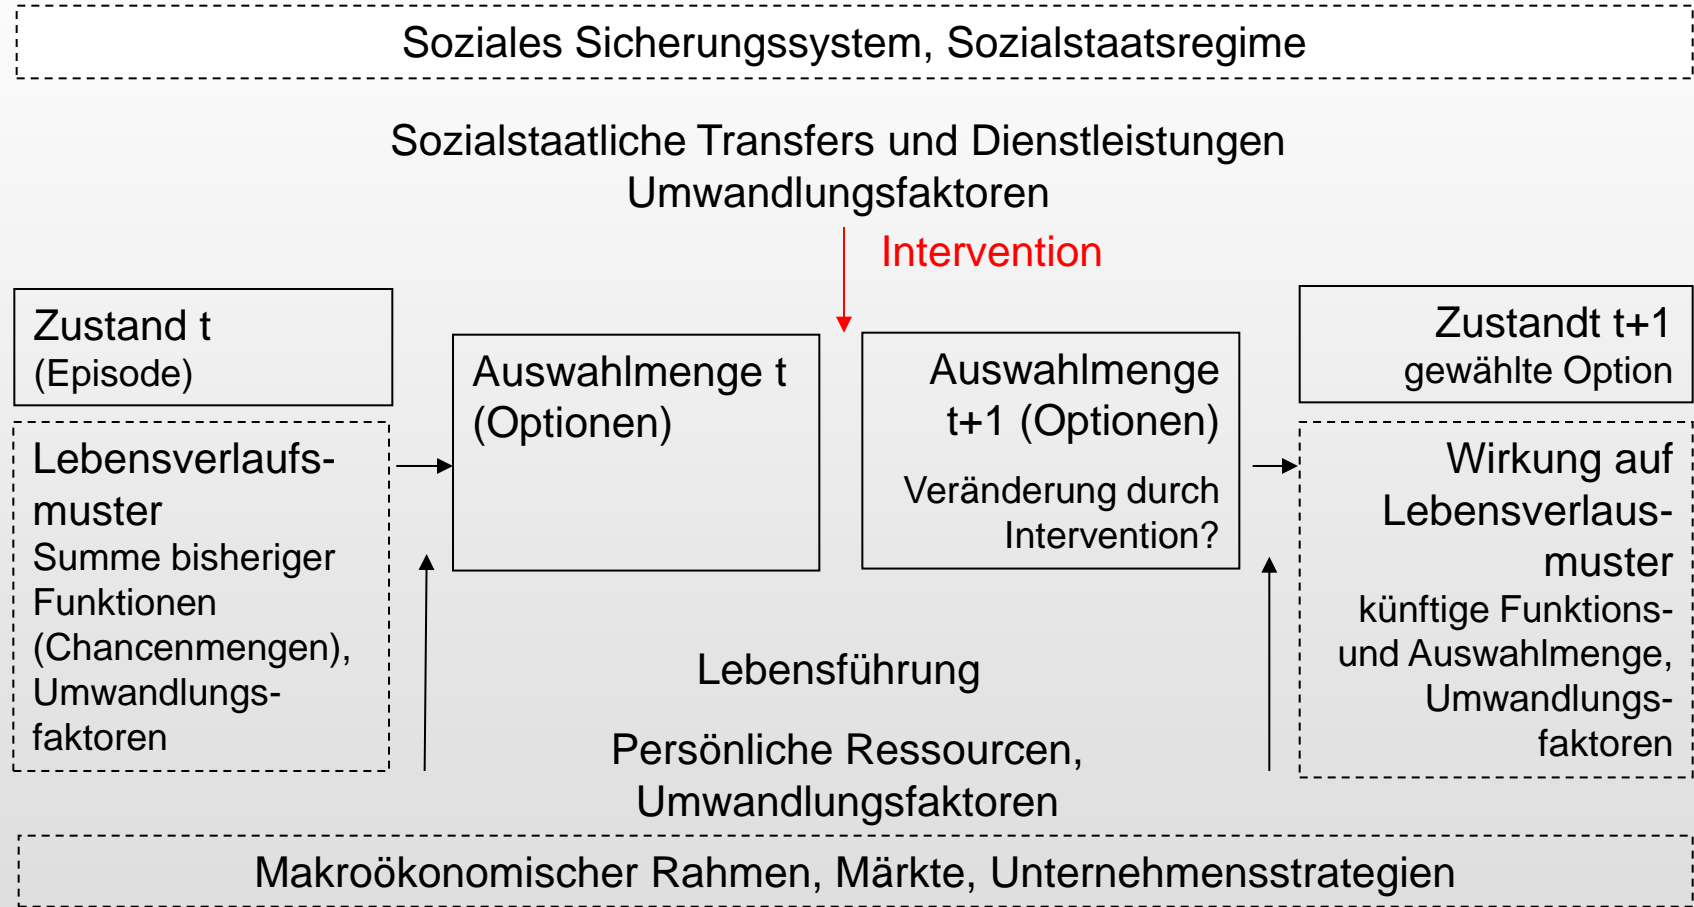 Soziales Sicherungssystem, Sozialstaatsregime
Sozialstaatliche Transfers und Dienstleistungen
Umwandlungsfaktoren
Intervention
Zustand t
(Episode)
Lebensverlaufs-
muster
Summe bisheriger
Funktionen
(Chancenmengen),
Umwandlungs-
faktoren
Auswahlmenge t
(Optionen)
Auswahlmenge
t+1 (Optionen)
Veränderung durch
Intervention?
Zustandt t+1
gewählte Option
Wirkung auf
Lebensverlaus-
muster
künftige Funktions-
und Auswahlmenge,
Umwandlungs-
faktoren
Lebensführung
Persönliche Ressourcen,
Umwandlungsfaktoren
Makroökonomischer Rahmen, Märkte, Unternehmensstrategien